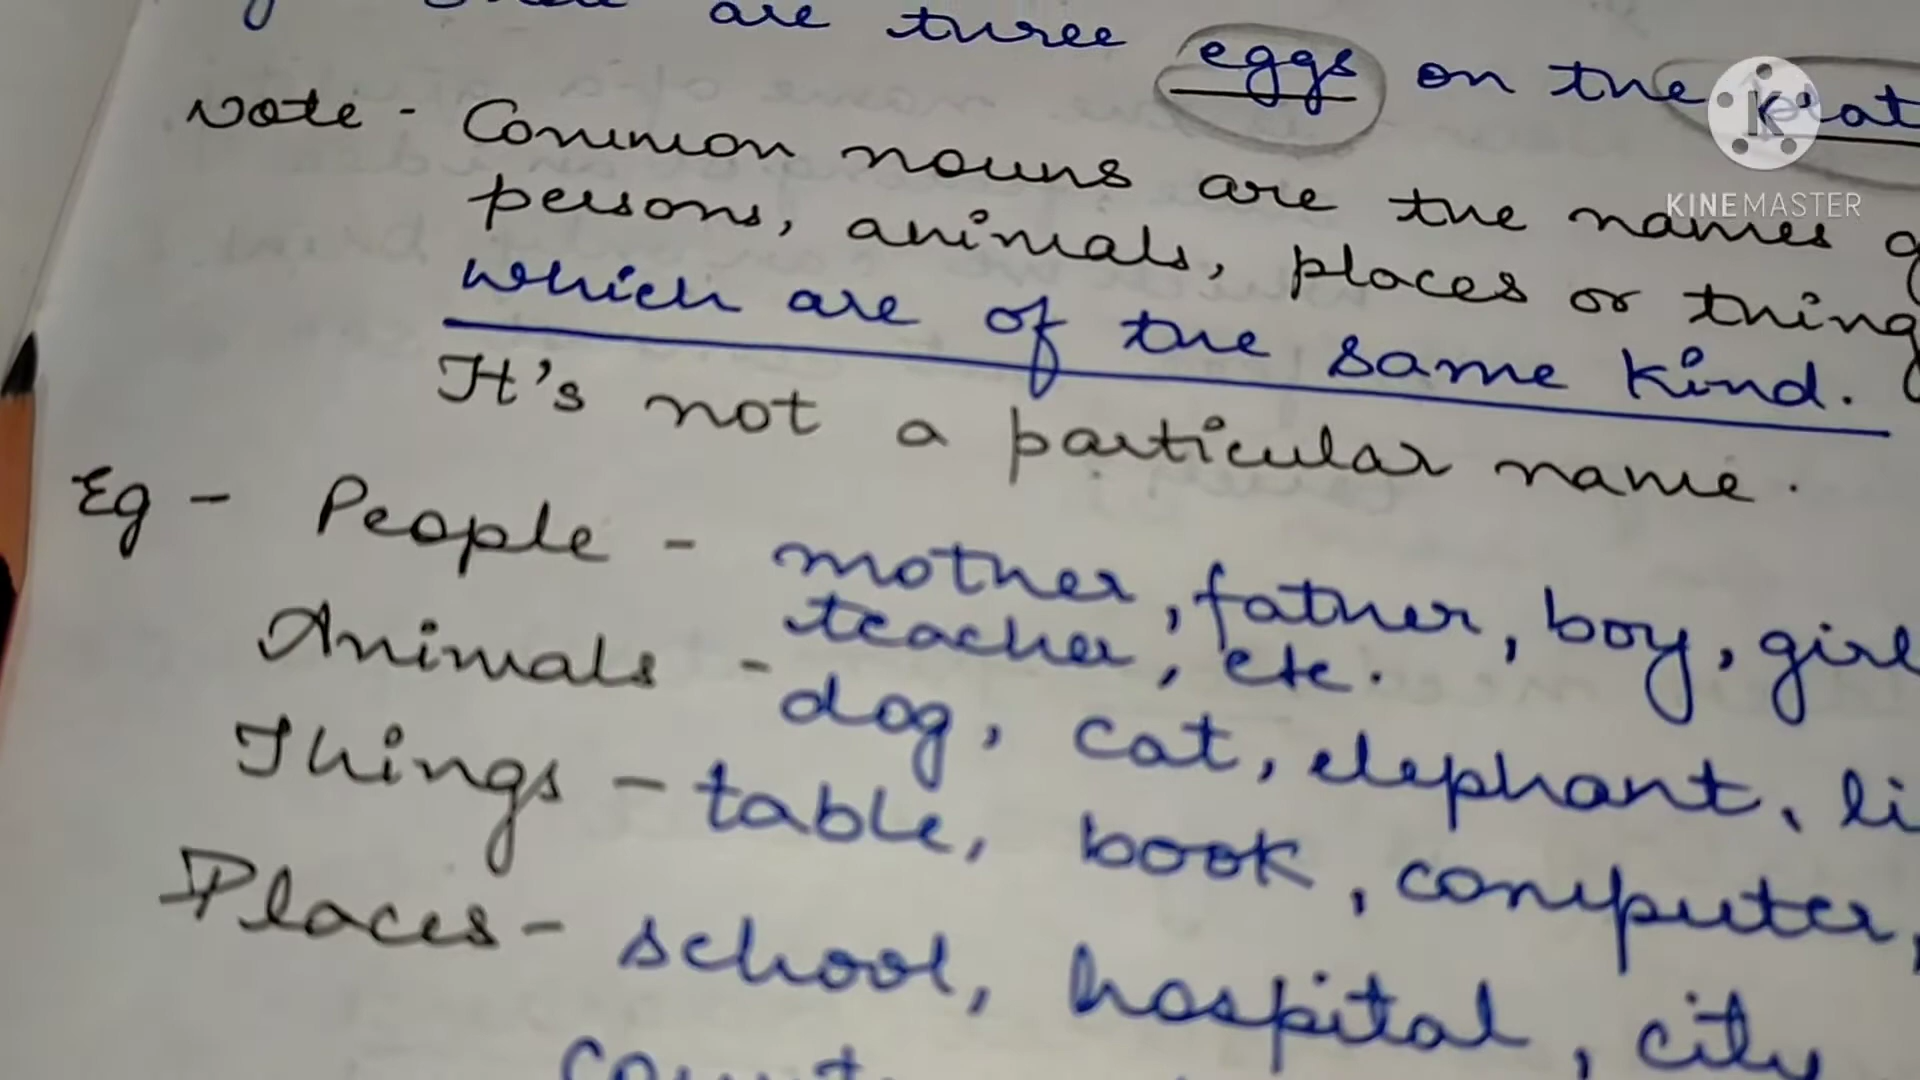 are three eggs on the
Note - Common nouns are the names
persons, animals, places or thing
which are of the same kind.
It's not a particular name.
Eg - People - mother, father, boy, girl
teacher, etc.
Animals - dog, cat, elephant, li
Things - table, book, computer,
Places - school, hospital, city
KINEMASTER